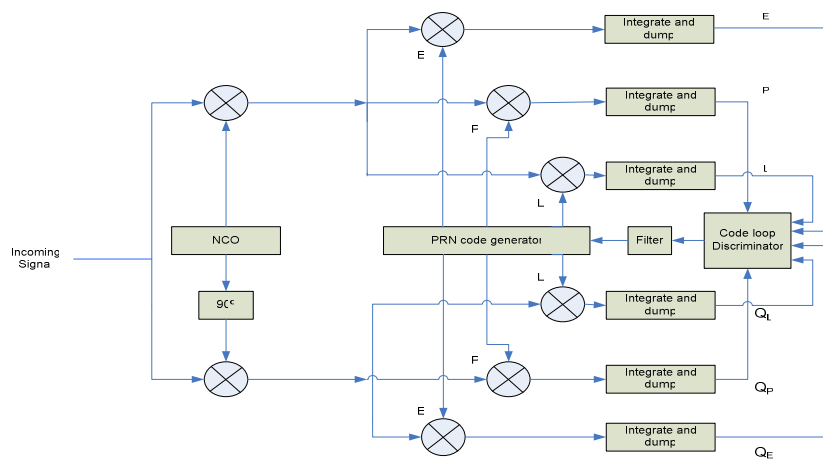 E
Integrate and
dump
E
P
Integrate and
dump
F
Integrate and
dump
L
NCO
PRN code generator
Filter
Code loop
Discriminator
Incoming
Signa
L
90°
Integrate and
dump
QL
F
Integrate and
dump
QP
E
Integrate and
dump
QE